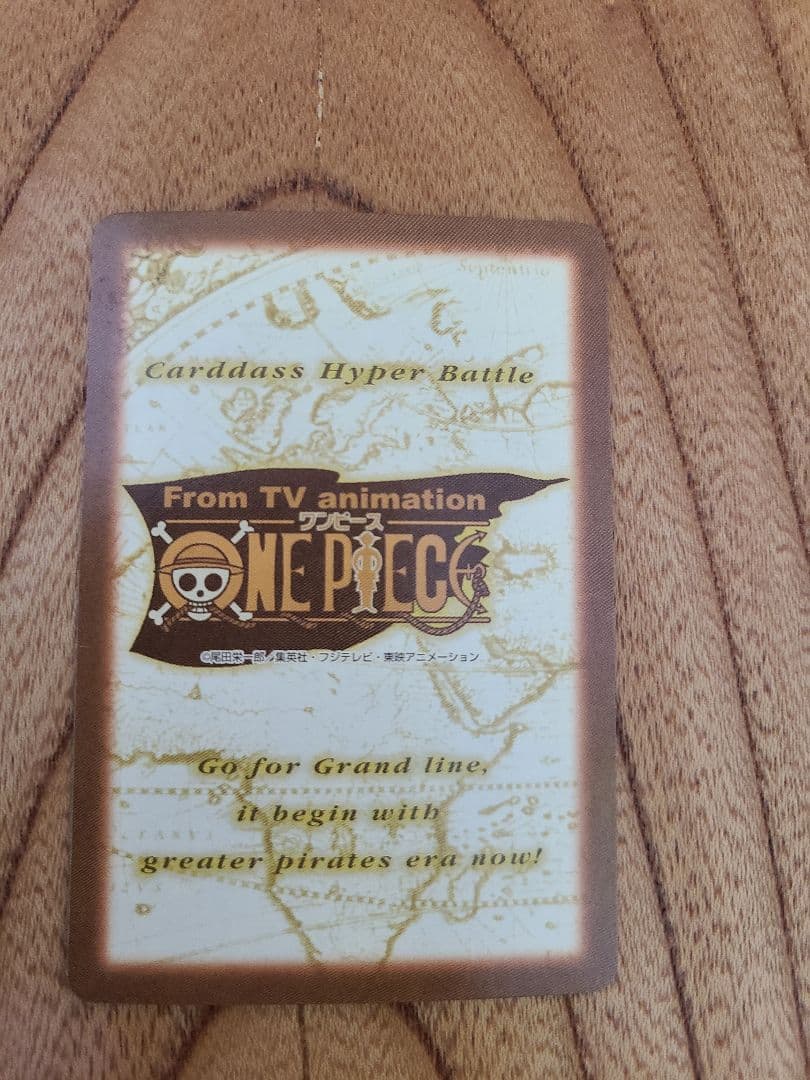 Septentrio
Carddass Hyper Battle
From TV animation
ワンピース
ONE PIECE
©尾田栄一郎／集英社・フジテレビ・東映アニメーション
Go for Grand line,
it begin with
greater pirates era now!